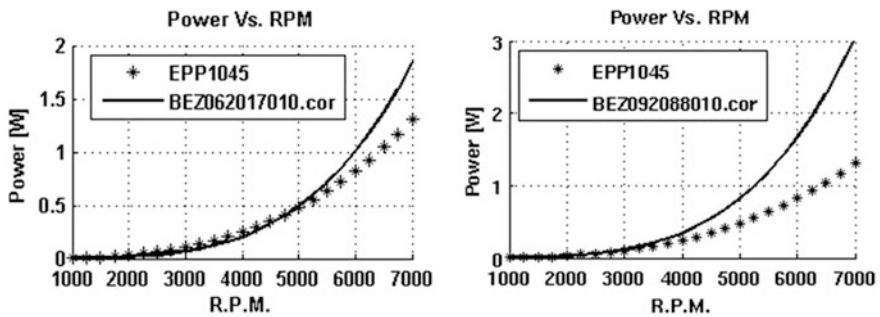 Power Vs. RPM
2
1.5
1
0.5
0
Power [W]
EPP1045
BEZ062017010.cor
1000 2000 3000 4000 5000 6000 7000
R.P.M.
Power Vs. RPM
3
2
1
0
Power [W]
EPP1045
BEZ092088010.cor
1000 2000 3000 4000 5000 6000 7000
R.P.M.